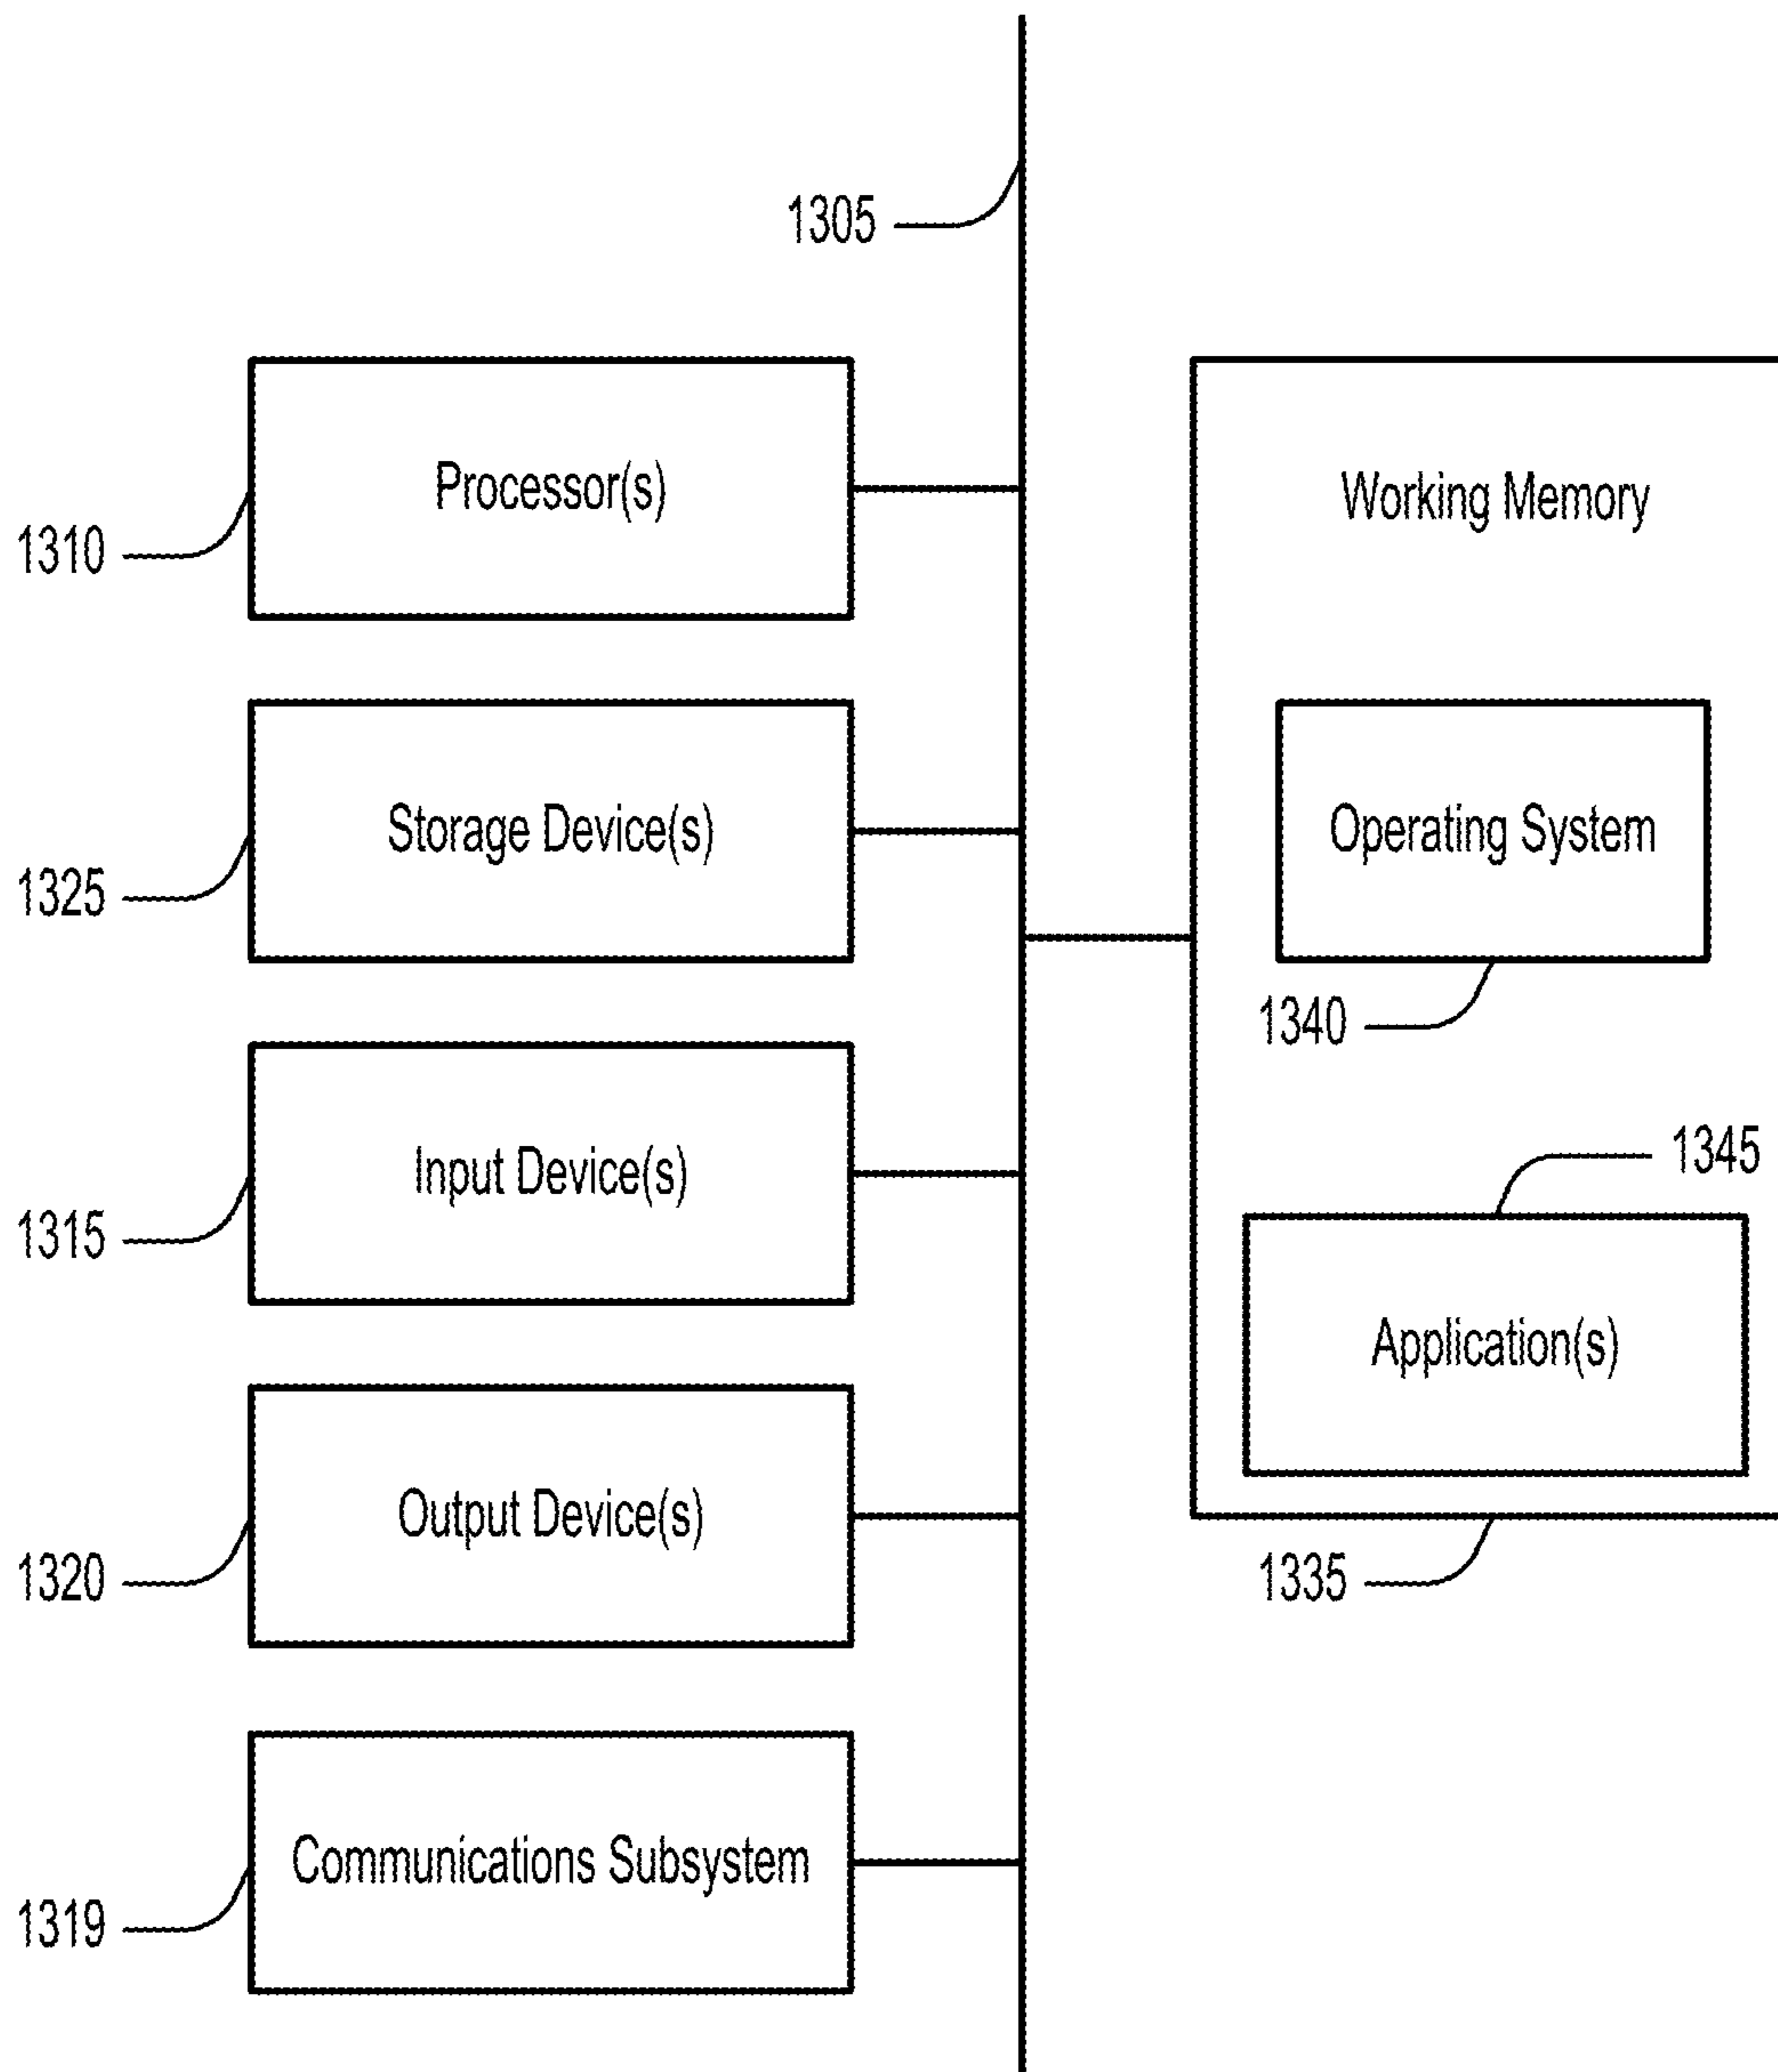 1305
Processor(s)
Working Memory
1310
Storage Device(s)
Operating System
1325
1340
Input Device(s)
1345
1315
Application(s)
Output Device(s)
1320
1335
Communications Subsystem
1319